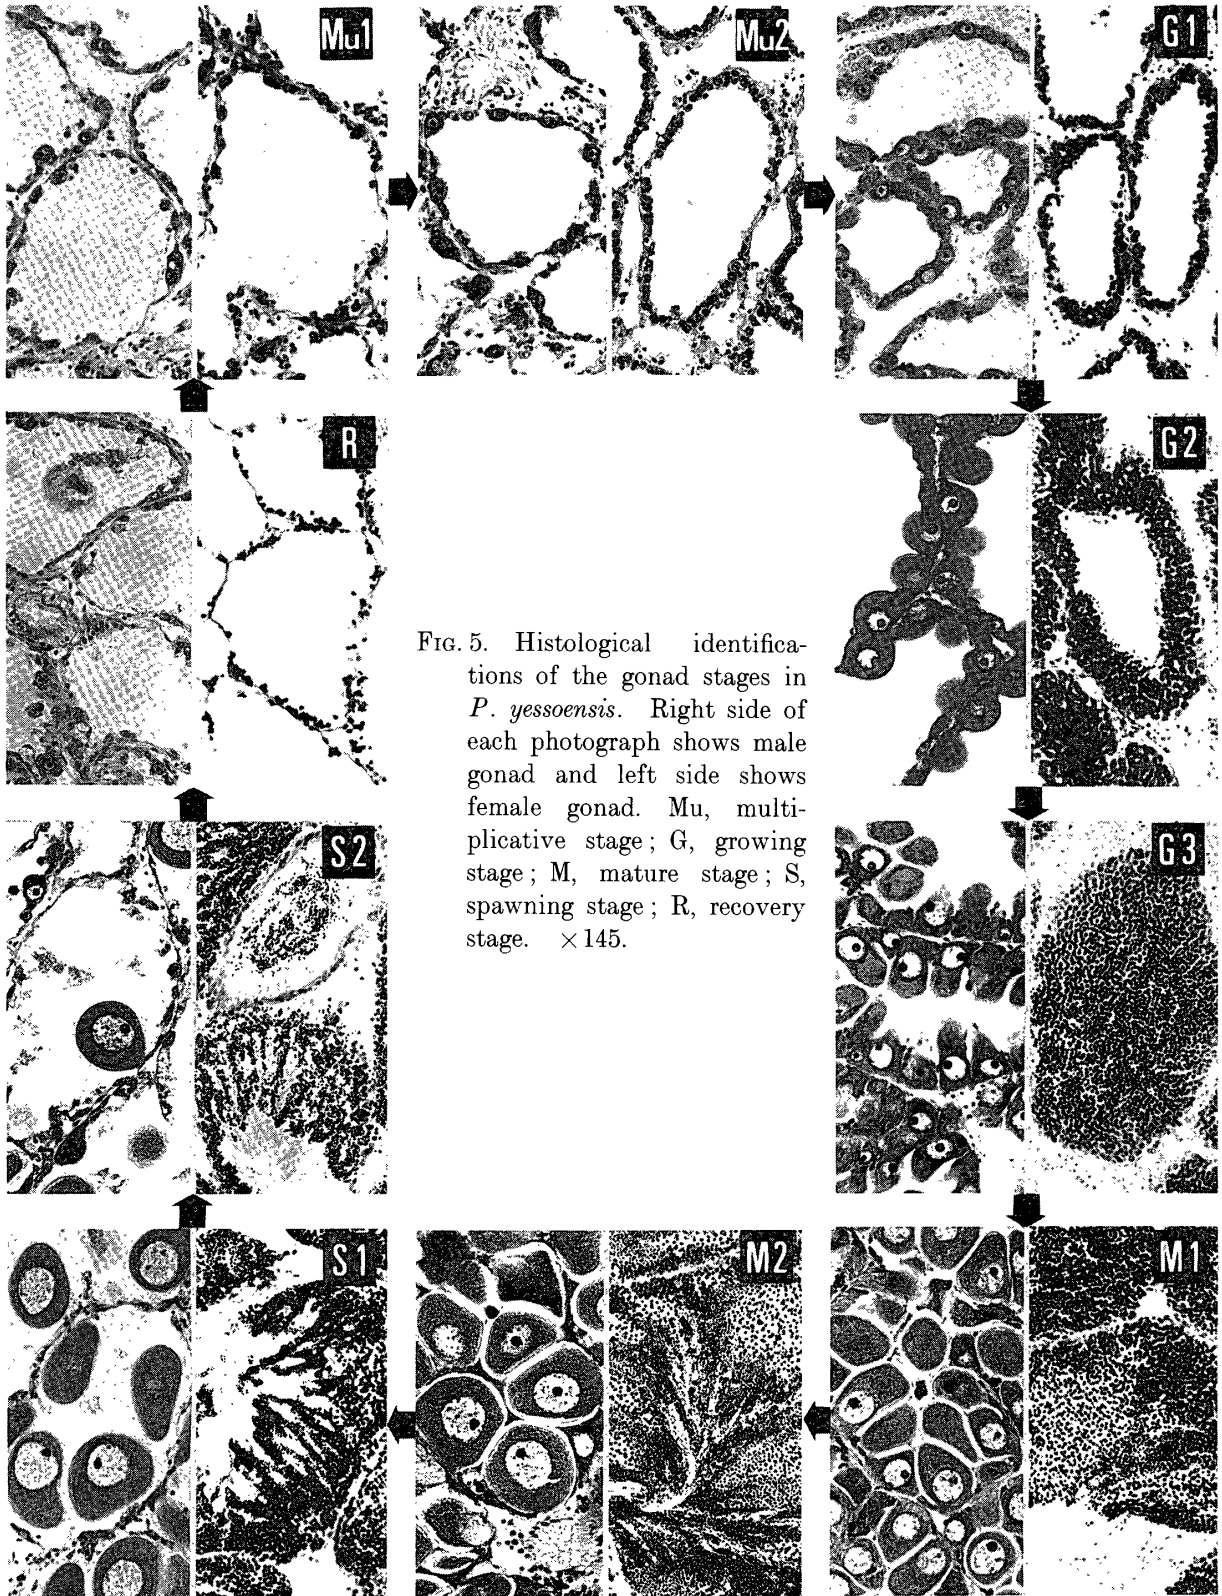 Mu1
Mu2
G1
R
G2
FIG. 5. Histological identifica-
tions of the gonad stages in
P. yessoensis. Right side of
each photograph shows male
gonad and left side shows
female gonad. Mu, multi-
plicative stage; G, growing
stage; M, mature stage; S,
spawning stage; R, recovery
stage. ×145.
S2
G3
S1
M2
M1